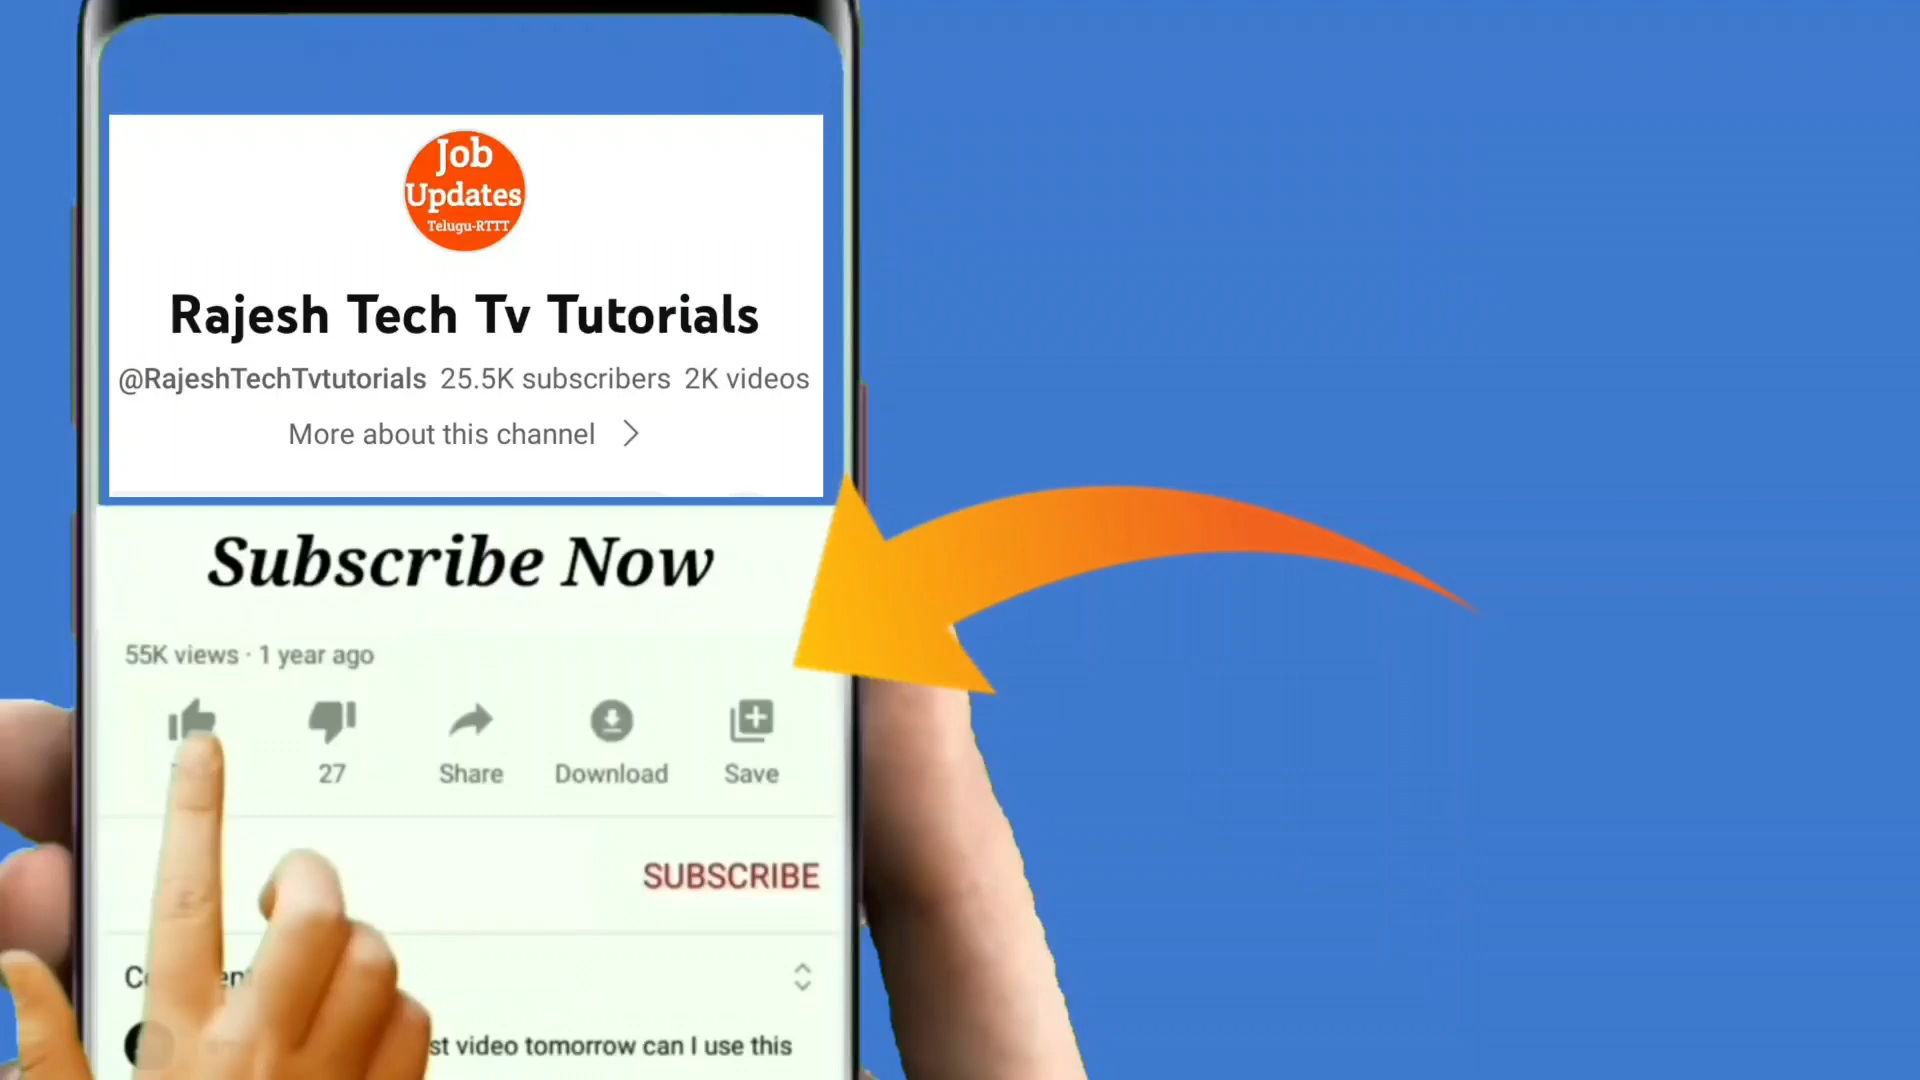 Job
Updates
Telugu-RTTT
Rajesh Tech Tv Tutorials
@RajeshTechTvtutorials 25.5K subscribers 2K videos
More about this channel
Subscribe Now
55K views · 1 year ago
27
Share
Download
Save
SUBSCRIBE
video tomorrow can I use this